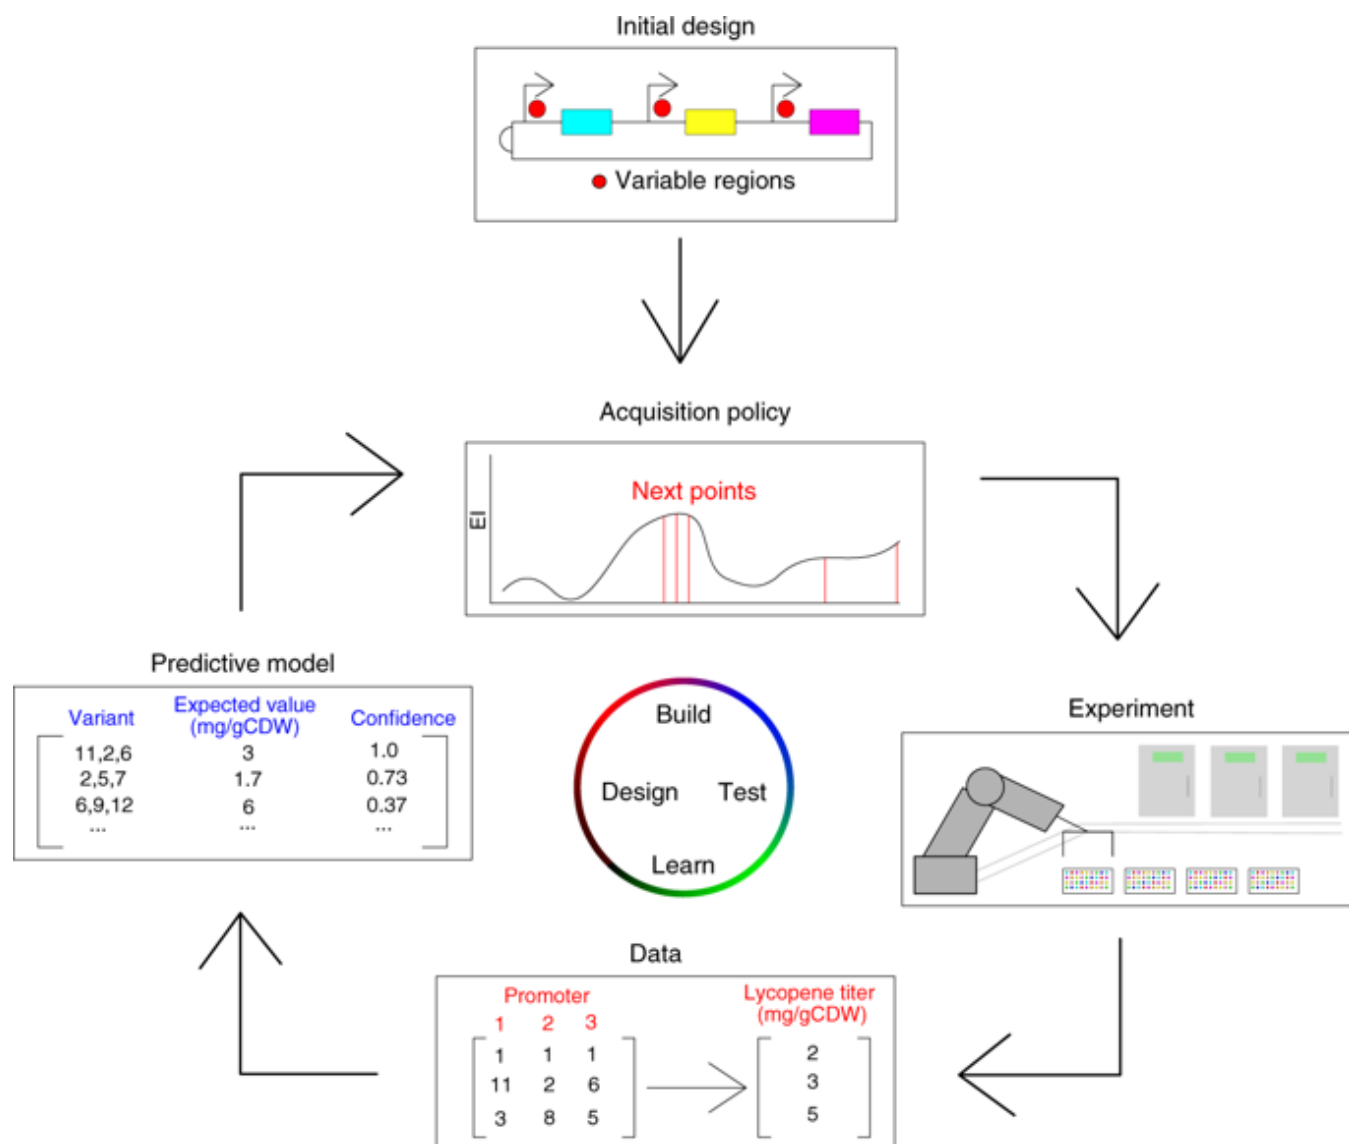 Initial design
Variable regions
Acquisition policy
EI
Next points
Predictive model
Variant Expected value (mg/gCDW) Confidence
11,2,6 3 1.0
2,5,7 1.7 0.73
6,9,12 6 0.37
... ... ...
Build
Design Test
Learn
Experiment
Data
Promoter Lycopene titer
(mg/gCDW)
1 2 3
1 1 1 2
11 2 6 3
3 8 5 5